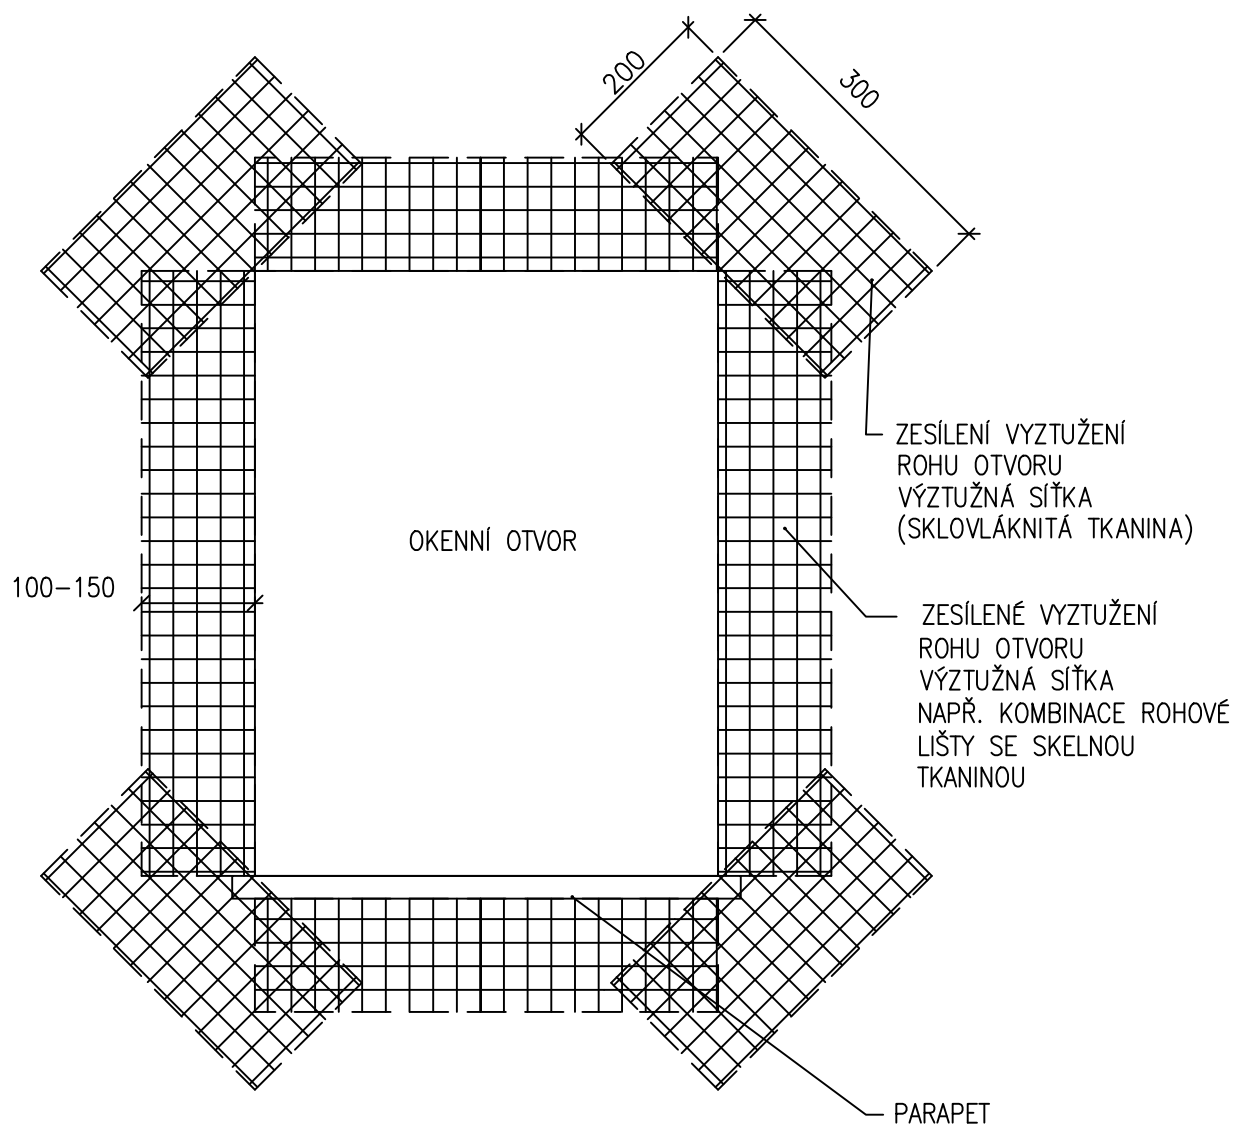 200
300
ZESÍLENÍ VYZTUŽENÍ
ROHU OTVORU
VÝZTUŽNÁ SÍŤKA
(SKLOVLÁKNITÁ TKANINA)
OKENNÍ OTVOR
100-150
ZESÍLENÉ VYZTUŽENÍ
ROHU OTVORU
VÝZTUŽNÁ SÍŤKA
NAPŘ. KOMBINACE ROHOVÉ
LIŠTY SE SKELNOU
TKANINOU
PARAPET